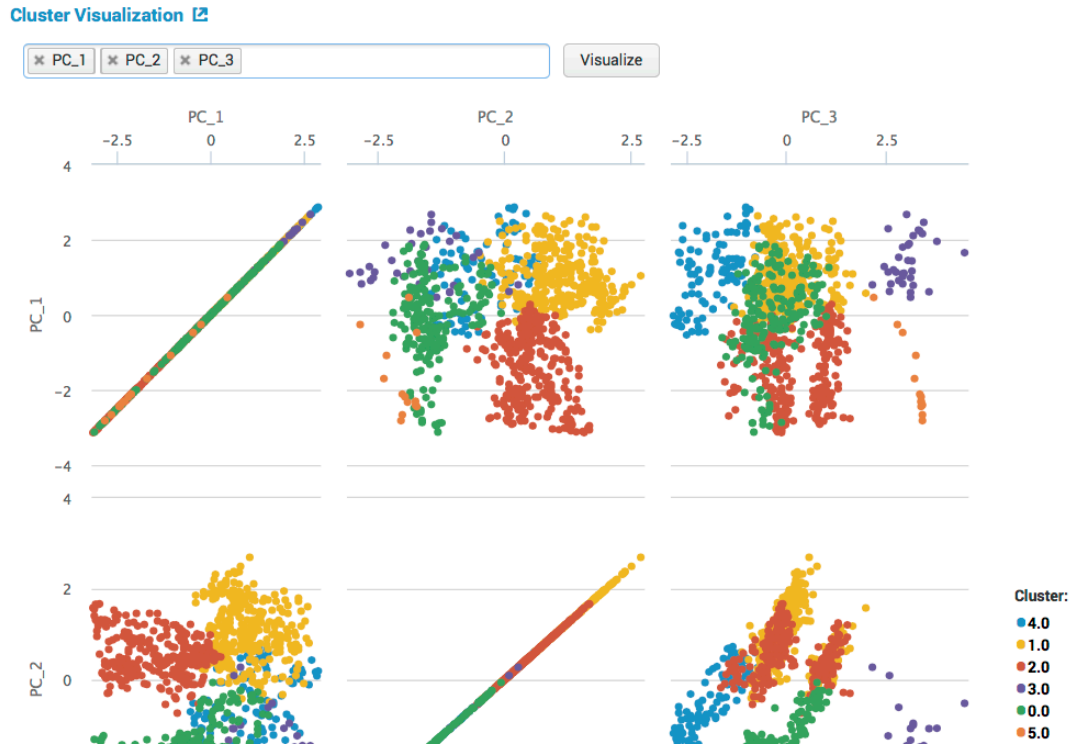 Cluster Visualization
× PC_1 × PC_2 × PC_3 Visualize
PC_1 PC_2 PC_3
−2.5 0 2.5 −2.5 0 2.5 −2.5 0 2.5
4
2
PC_1
0
−2
−4
4
2
PC_2
0
Cluster:
4.0
1.0
2.0
3.0
0.0
5.0